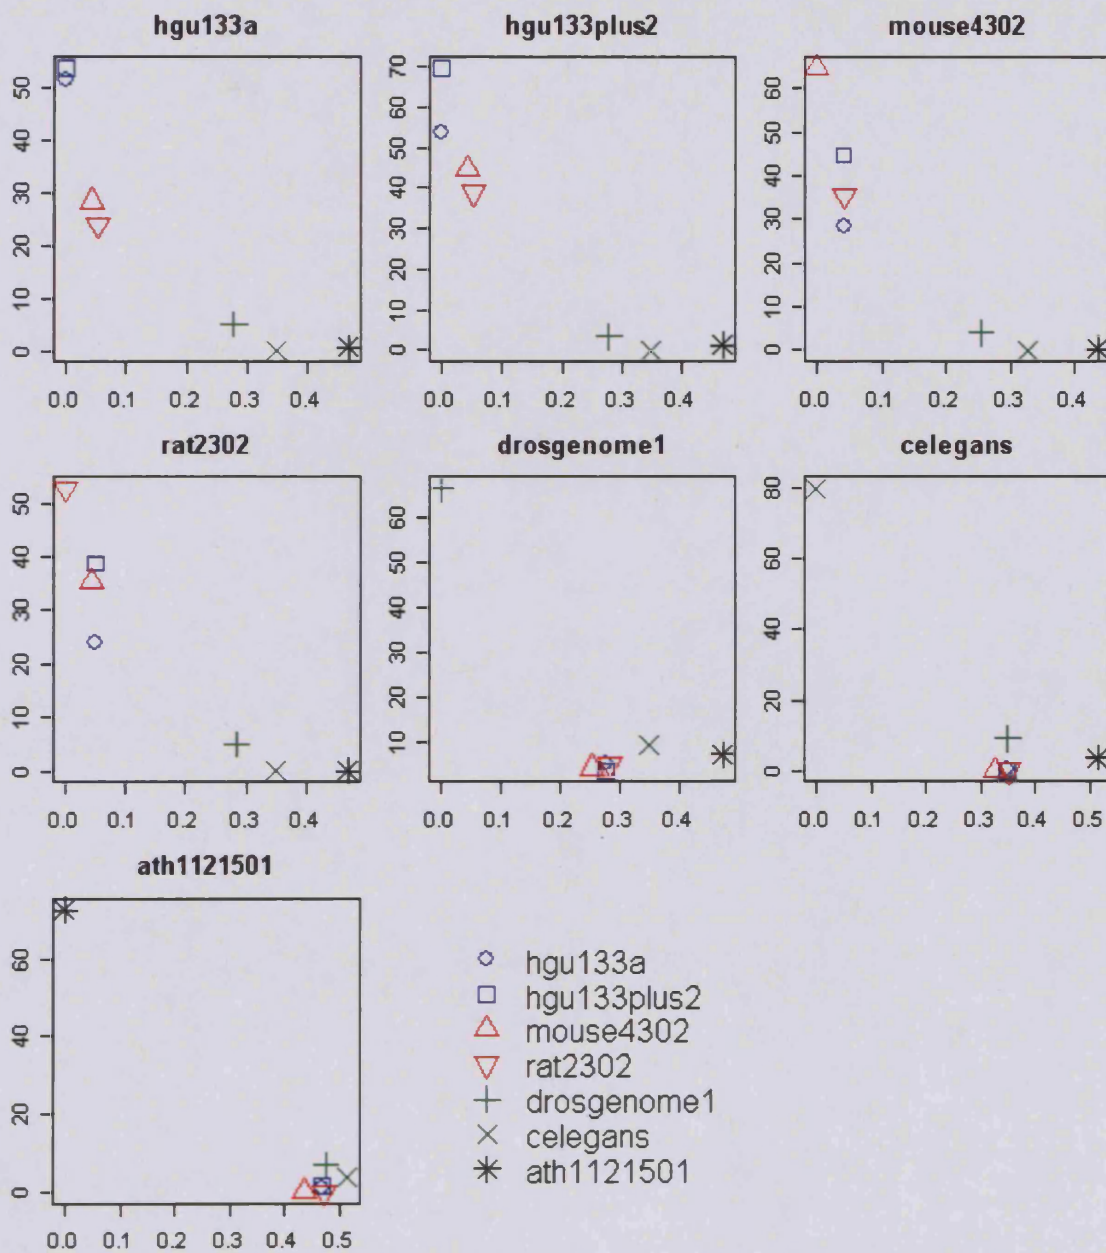 hgu133a hgu133plus2 mouse4302
0 10 20 30 40 50
0.0 0.1 0.2 0.3 0.4
0 10 20 30 40 50 60 70
0.0 0.1 0.2 0.3 0.4
0 10 20 30 40 50 60
0.0 0.1 0.2 0.3 0.4
rat2302 drosgenome1 celegans
0 10 20 30 40 50
0.0 0.1 0.2 0.3 0.4
10 20 30 40 50 60
0.0 0.1 0.2 0.3 0.4
0 20 40 60 80
0.0 0.1 0.2 0.3 0.4 0.5
ath1121501
0 20 40 60
0.0 0.1 0.2 0.3 0.4 0.5
hgu133a
hgu133plus2
mouse4302
rat2302
drosgenome1
celegans
ath1121501